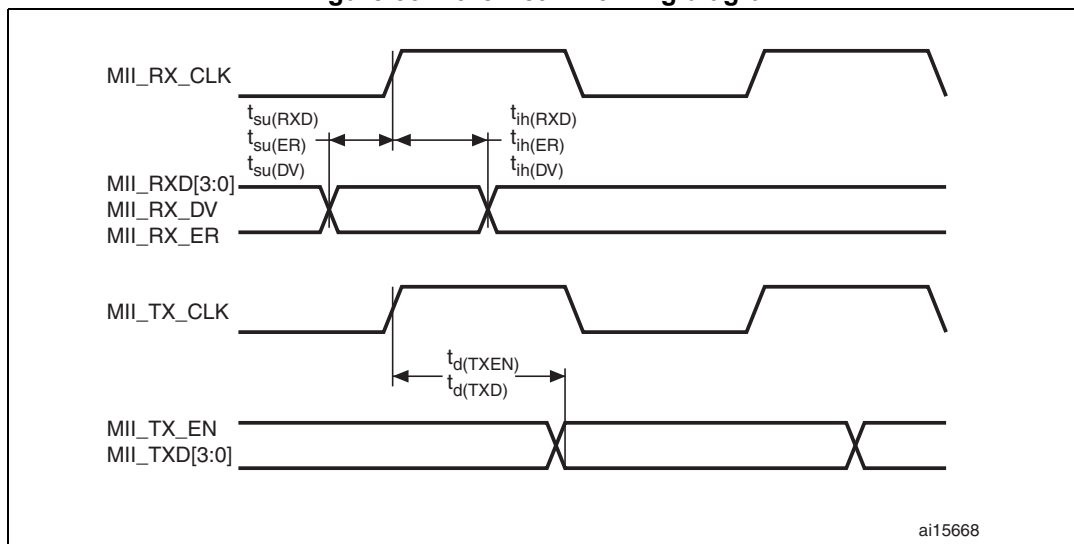 MII_RX_CLK
tsu(RXD)
tsu(ER)
tsu(DV)
tih(RXD)
tih(ER)
tih(DV)
MII_RXD[3:0]
MII_RX_DV
MII_RX_ER
MII_TX_CLK
td(TXEN)
td(TXD)
MII_TX_EN
MII_TXD[3:0]
ai15668